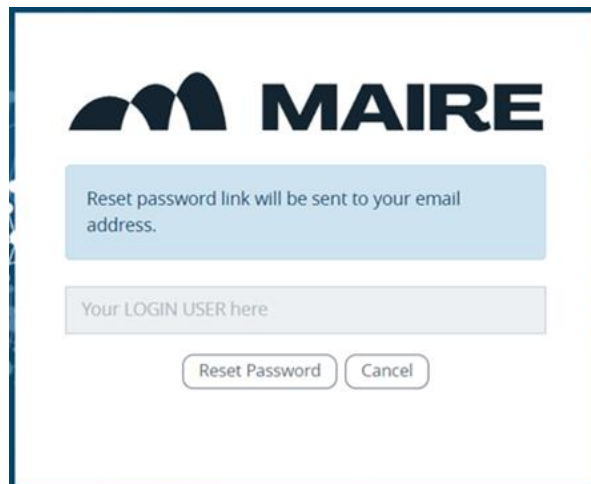 MAIRE
Reset password link will be sent to your email
address.
Your LOGIN USER here
Reset Password Cancel